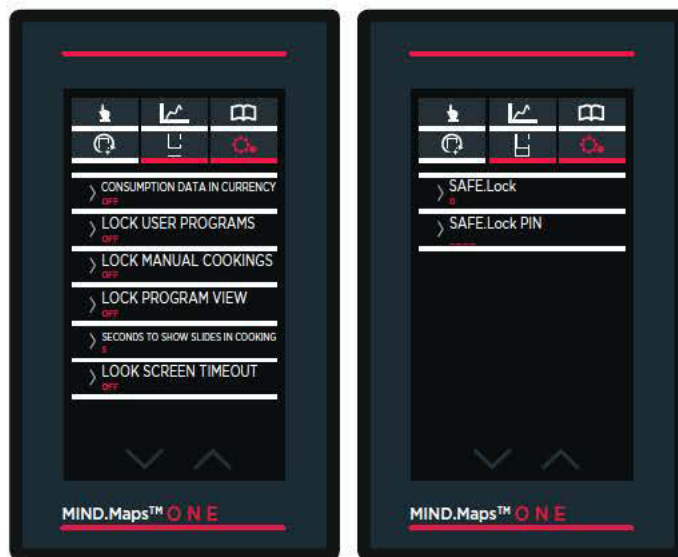 CONSUMPTION DATA IN CURRENCY
OFF
LOCK USER PROGRAMS
OFF
LOCK MANUAL COOKINGS
OFF
LOCK PROGRAM VIEW
OFF
SECONDS TO SHOW SLIDES IN COOKING
5
LOOK SCREEN TIMEOUT
OFF
MIND.Maps™ ONE
SAFE.Lock
0
SAFE.Lock PIN
----
MIND.Maps™ ONE